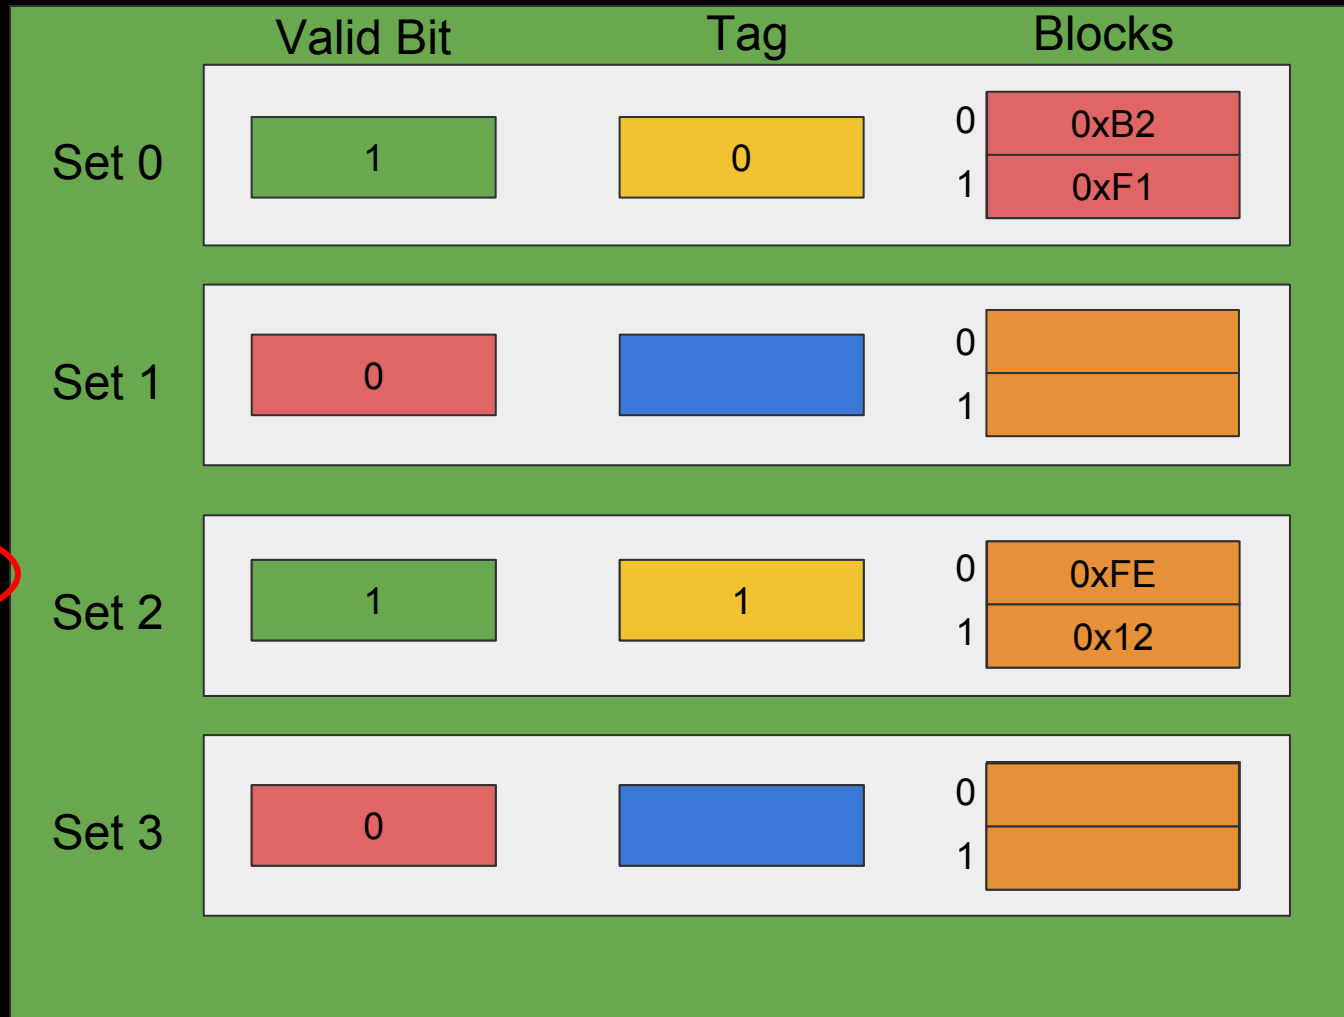 Valid Bit Tag Blocks
Set 0 1 0 0 0xB2
1 0xF1
Set 1 0 0
1
Set 2 1 1 0 0xFE
1 0x12
Set 3 0 0
1